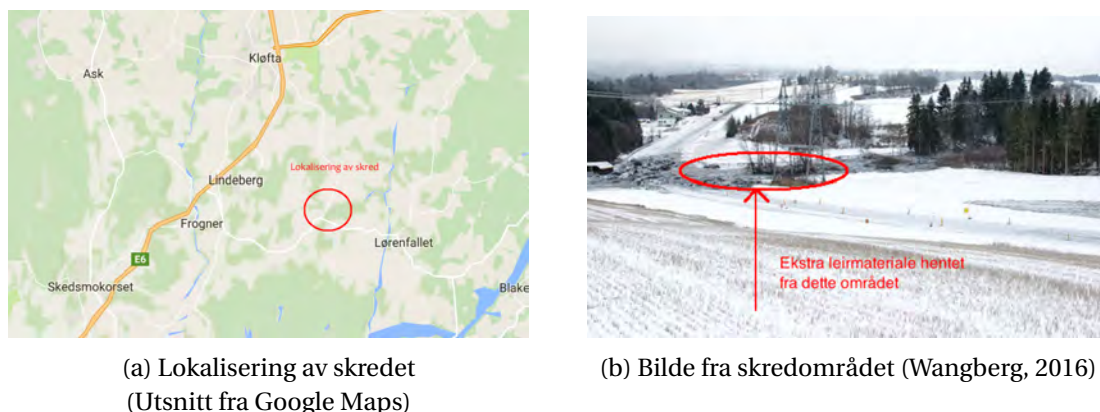 Kløfta
Ask
Lokalisering av skred
Lindeberg
Frogner
Lørenfallet
E6
Skedsmokorset
Blake
Ekstra leirmateriale hentet
fra dette området
(a) Lokalisering av skredet
(Utsnitt fra Google Maps)
(b) Bilde fra skredområdet (Wangberg, 2016)